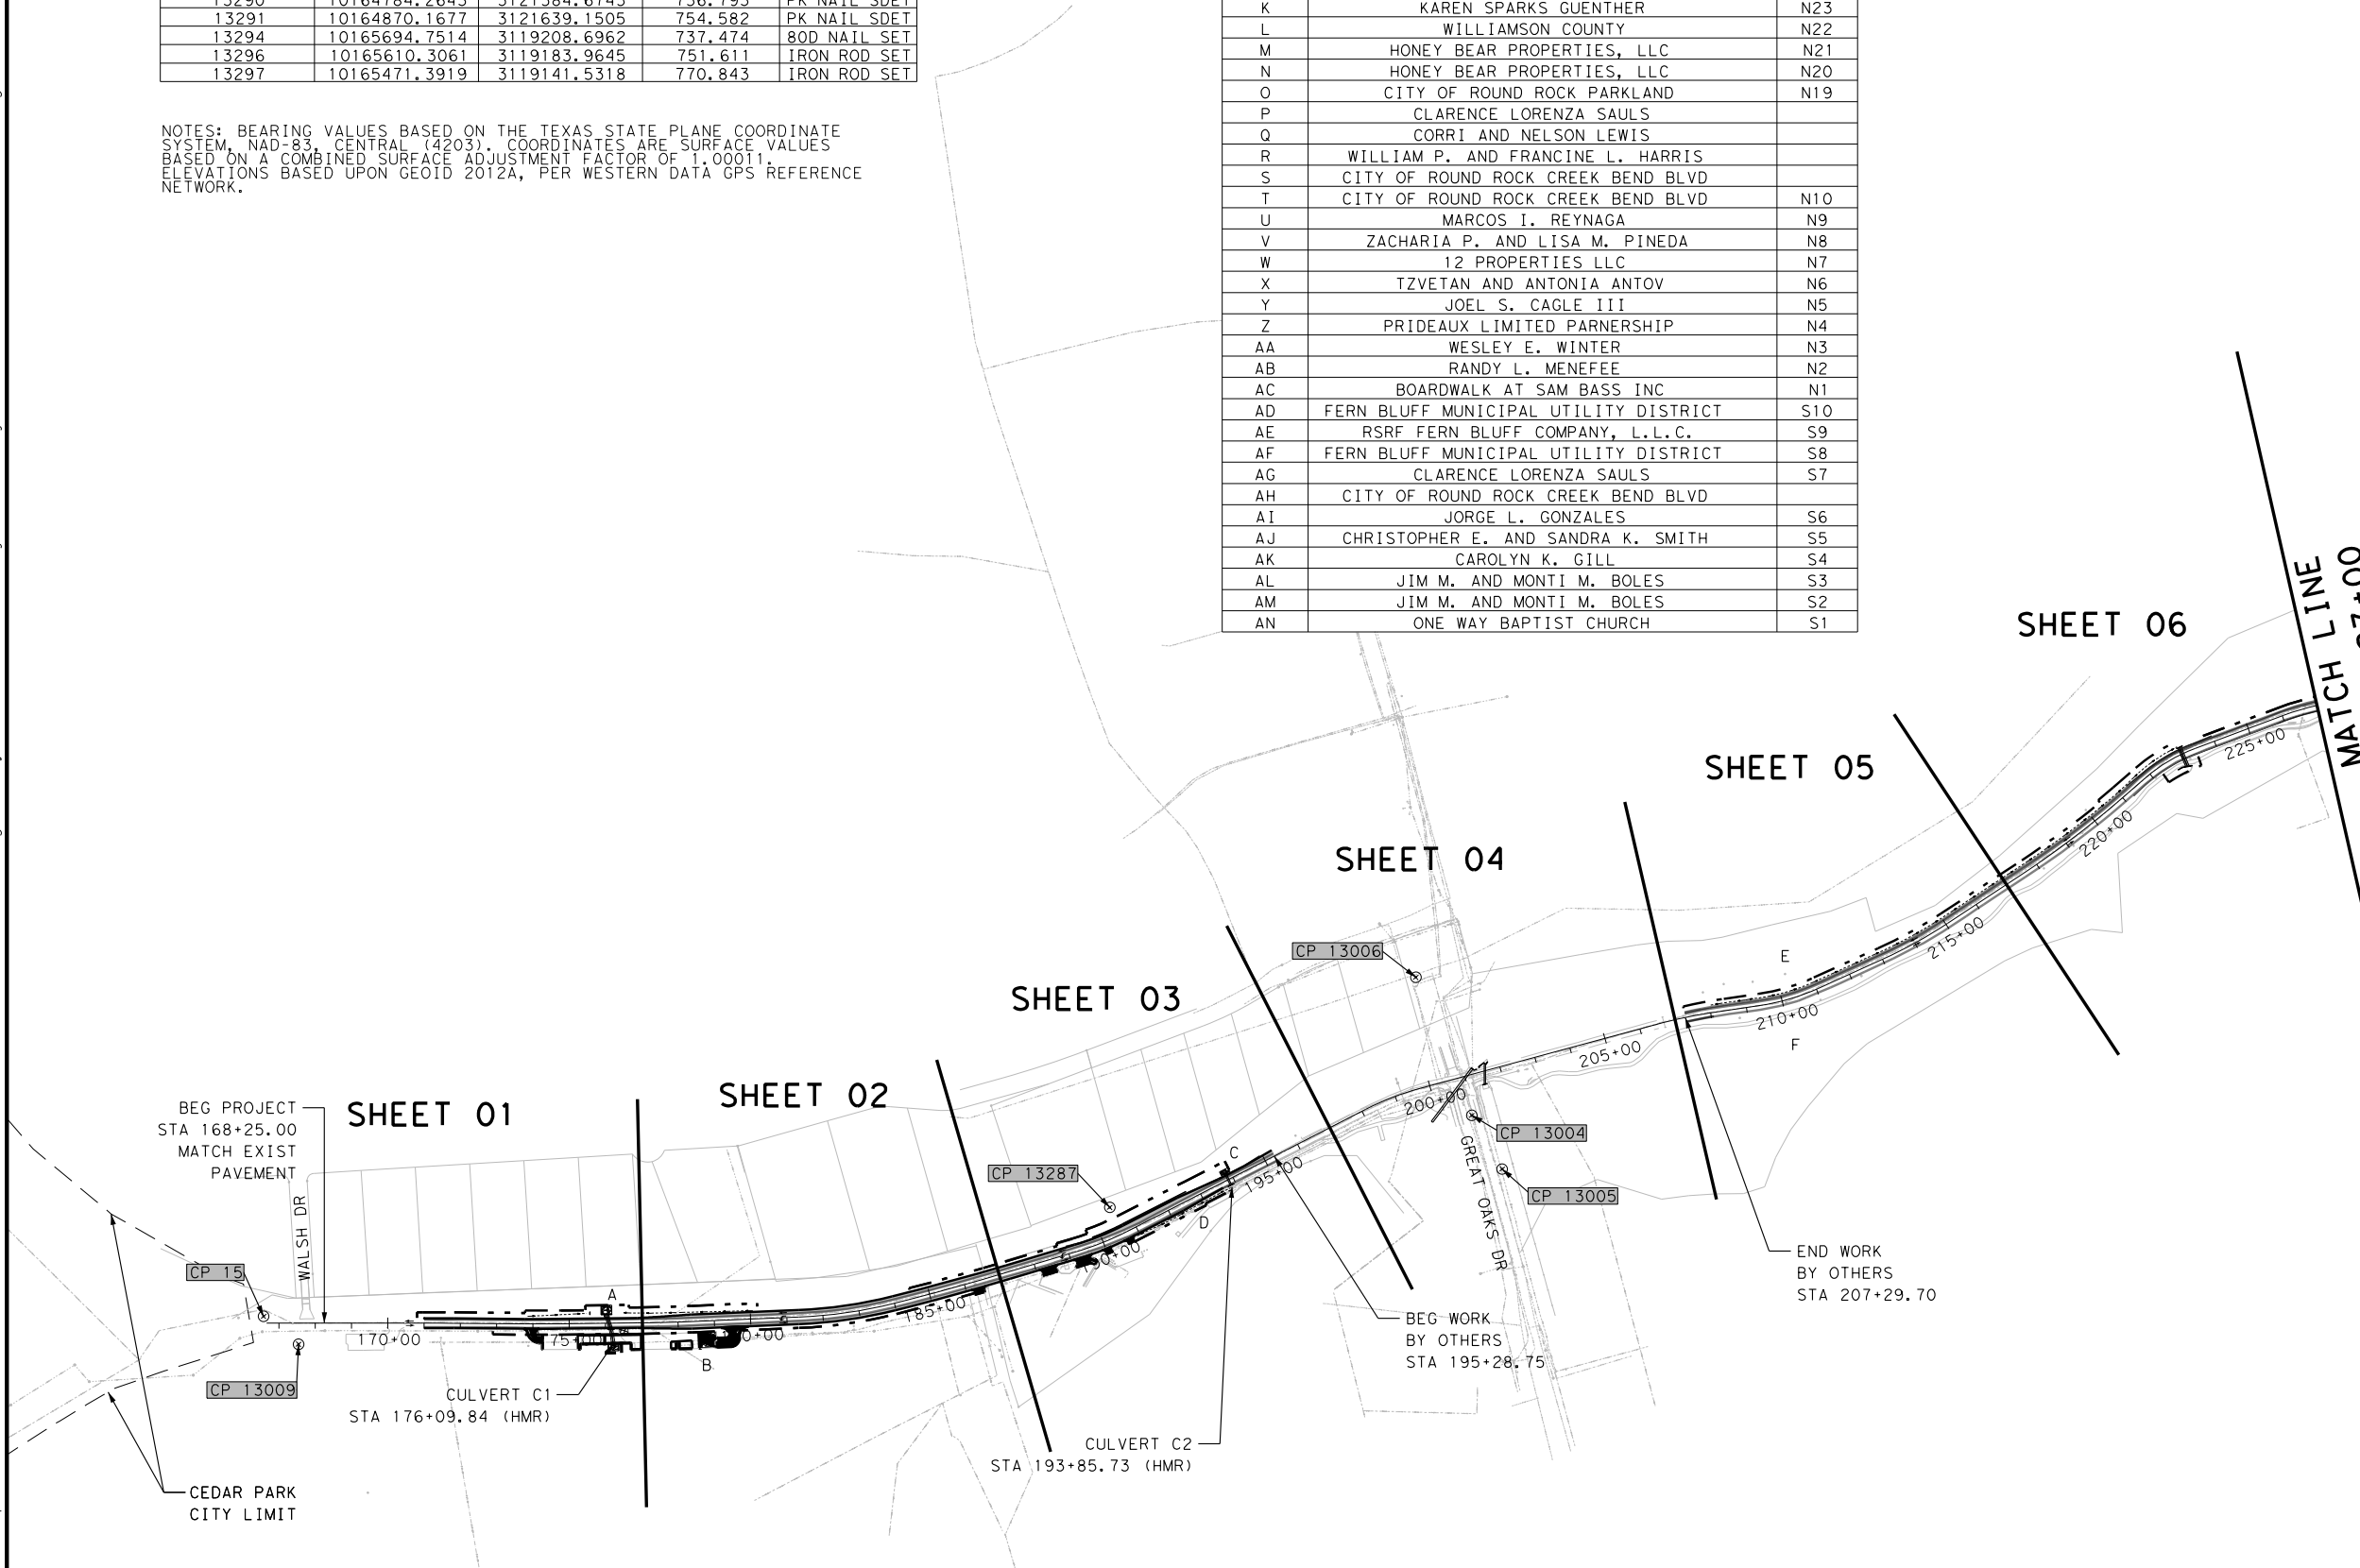 13291 10164870.1677 3121639.1505 754.582 PK NAIL SDET
13294 10165694.7514 3119208.6962 737.474 80D NAIL SET
13296 10165610.3061 3119183.9645 751.611 IRON ROD SET
13297 10165471.3919 3119141.5318 770.843 IRON ROD SET
NOTES: BEARING VALUES BASED ON THE TEXAS STATE PLANE COORDINATE
SYSTEM, NAD-83, CENTRAL (4203). COORDINATES ARE SURFACE VALUES
BASED ON A COMBINED SURFACE ADJUSTMENT FACTOR OF 1.00011.
ELEVATIONS BASED UPON GEOID 2012A, PER WESTERN DATA GPS REFERENCE
NETWORK.
K KAREN SPARKS GUENTHER N23
L WILLIAMSON COUNTY N22
M HONEY BEAR PROPERTIES, LLC N21
N HONEY BEAR PROPERTIES, LLC N20
O CITY OF ROUND ROCK PARKLAND N19
P CLARENCE LORENZA SAULS
Q CORRI AND NELSON LEWIS
R WILLIAM P. AND FRANCINE L. HARRIS
S CITY OF ROUND ROCK CREEK BEND BLVD
T CITY OF ROUND ROCK CREEK BEND BLVD N10
U MARCOS I. REYNAGA N9
V ZACHARIA P. AND LISA M. PINEDA N8
W 12 PROPERTIES LLC N7
X TZVETAN AND ANTONIA ANTOV N6
Y JOEL S. CAGLE III N5
Z PRIDEAUX LIMITED PARNERSHIP N4
AA WESLEY E. WINTER N3
AB RANDY L. MENEFEE N2
AC BOARDWALK AT SAM BASS INC N1
AD FERN BLUFF MUNICIPAL UTILITY DISTRICT S10
AE RSRF FERN BLUFF COMPANY, L.L.C. S9
AF FERN BLUFF MUNICIPAL UTILITY DISTRICT S8
AG CLARENCE LORENZA SAULS S7
AH CITY OF ROUND ROCK CREEK BEND BLVD
AI JORGE L. GONZALES S6
AJ CHRISTOPHER E. AND SANDRA K. SMITH S5
AK CAROLYN K. GILL S4
AL JIM M. AND MONTI M. BOLES S3
AM JIM M. AND MONTI M. BOLES S2
AN ONE WAY BAPTIST CHURCH S1
MATCH LINE
SHEET 06
SHEET 05
SHEET 04
SHEET 03
SHEET 02
SHEET 01
225+00
220+00
215+00
210+00
205+00
200+00
195+00
185+00
170+00
E
F
C
D
A
B
CP 13006
CP 13004
CP 13005
CP 13287
CP 15
CP 13009
GREAT OAKS DR
WALSH DR
BEG PROJECT
STA 168+25.00
MATCH EXIST
PAVEMENT
END WORK
BY OTHERS
STA 207+29.70
BEG WORK
BY OTHERS
STA 195+28.75
CULVERT C1
STA 176+09.84 (HMR)
CULVERT C2
STA 193+85.73 (HMR)
CEDAR PARK
CITY LIMIT